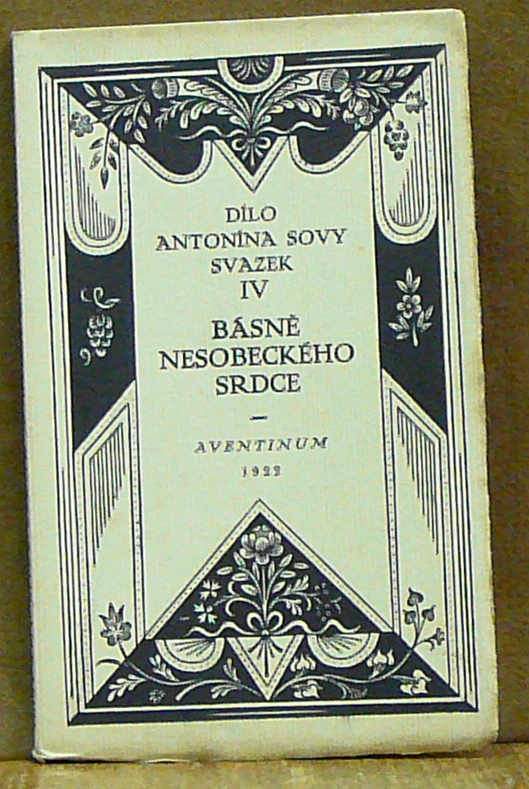 DÍLO
ANTONÍNA SOVY
SVAZEK
IV
BÁSNĚ
NESOBECKÉHO
SRDCE
—
AVENTINUM
1922